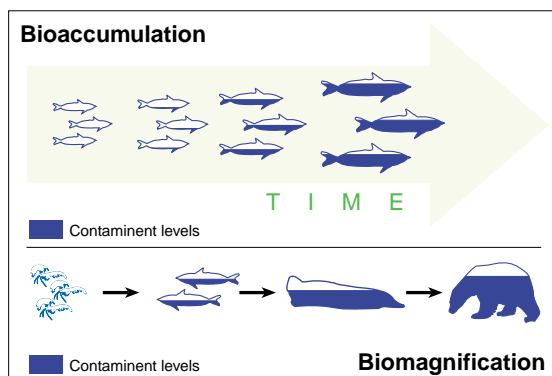 Bioaccumulation
T I M E
Contaminent levels
Contaminent levels
Biomagnification